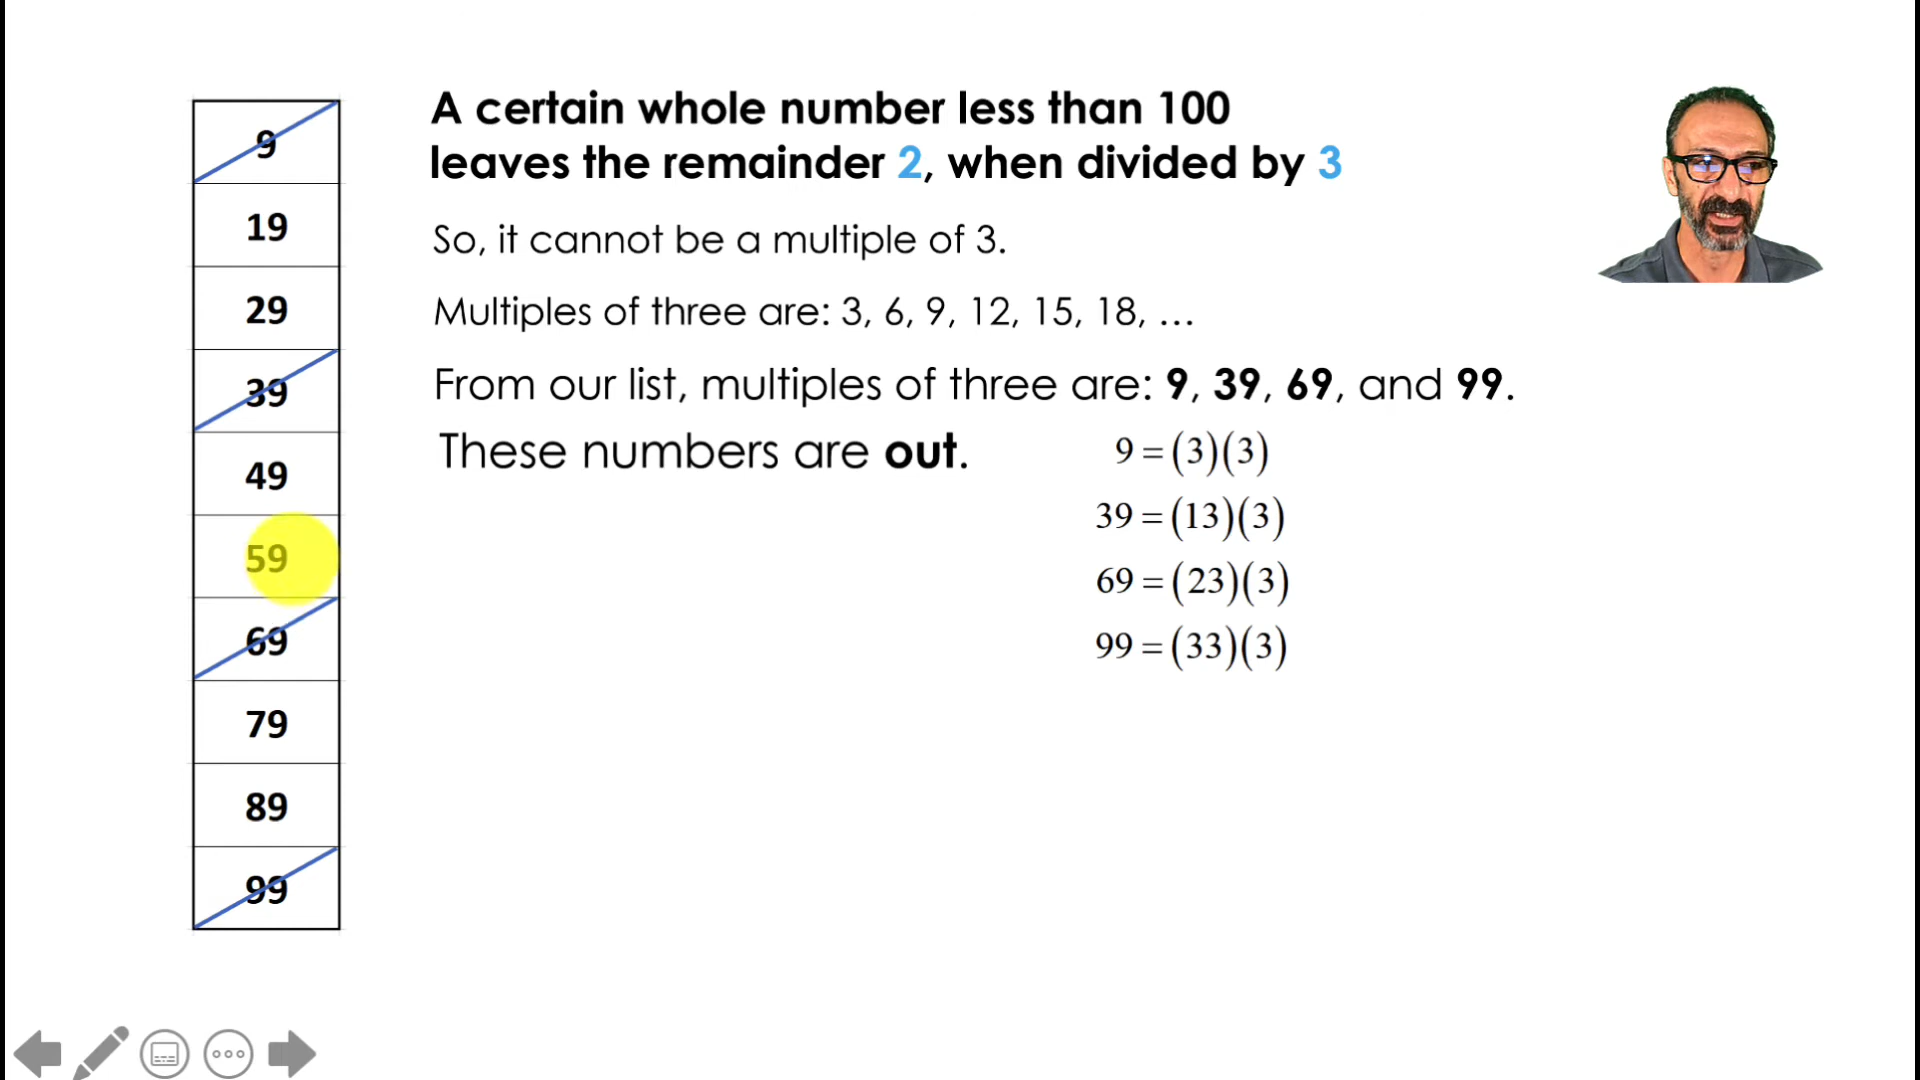 A certain whole number less than 100
leaves the remainder 2, when divided by 3
So, it cannot be a multiple of 3.
Multiples of three are: 3, 6, 9, 12, 15, 18, …
From our list, multiples of three are: 9, 39, 69, and 99.
These numbers are out.
9 = (3)(3)
39 = (13)(3)
69 = (23)(3)
99 = (33)(3)
9
19
29
39
49
59
69
79
89
99